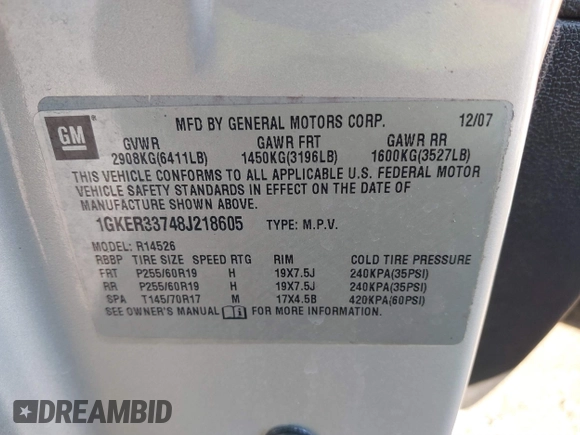 GM
MFD BY GENERAL MOTORS CORP. 12/07
GVWR GAWR FRT GAWR RR
2908KG(6411LB) 1450KG(3196LB) 1600KG(3527LB)
THIS VEHICLE CONFORMS TO ALL APPLICABLE U.S. FEDERAL MOTOR
VEHICLE SAFETY STANDARDS IN EFFECT ON THE DATE OF
MANUFACTURE SHOWN ABOVE.
1GKER33748J218605 TYPE: M.P.V.
MODEL: R14526
RBBP TIRE SIZE SPEED RTG RIM COLD TIRE PRESSURE
FRT P255/60R19 H 19X7.5J 240KPA(35PSI)
RR P255/60R19 H 19X7.5J 240KPA(35PSI)
SPA T145/70R17 M 17X4.5B 420KPA(60PSI)
SEE OWNER'S MANUAL FOR MORE INFORMATION.
DREAMBID